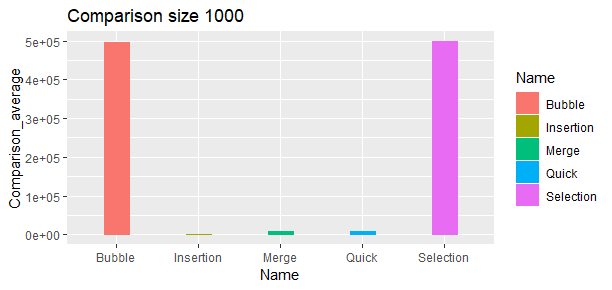 Comparison size 1000
Comparison_average
5e+05
4e+05
3e+05
2e+05
1e+05
0e+00
Bubble Insertion Merge Quick Selection
Name
Name
Bubble
Insertion
Merge
Quick
Selection